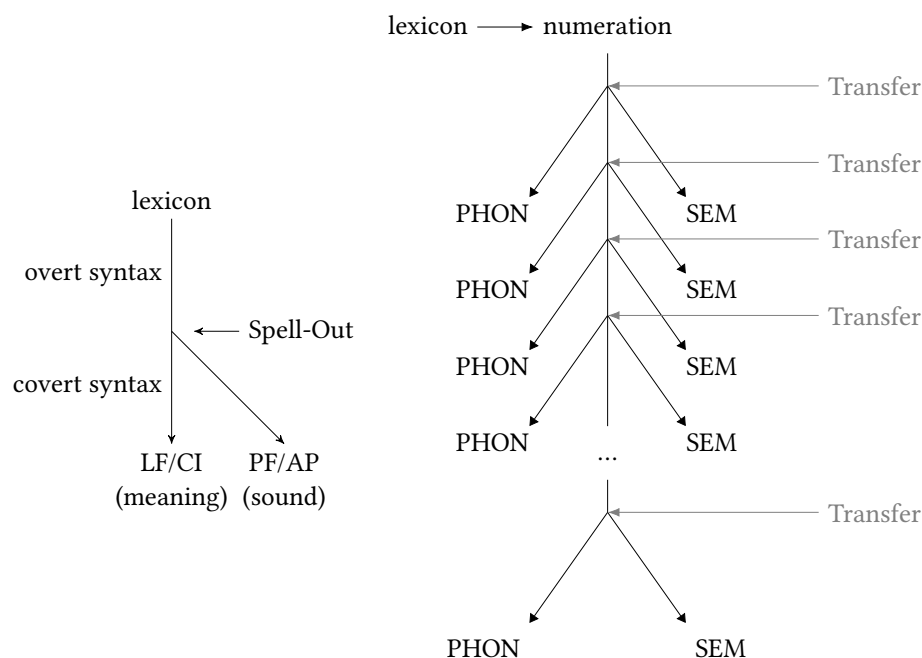 lexicon
overt syntax
Spell-Out
covert syntax
LF/CI PF/AP
(meaning) (sound)
lexicon numeration
Transfer
Transfer
PHON SEM
Transfer
PHON SEM
Transfer
PHON SEM
PHON SEM
...
Transfer
PHON SEM